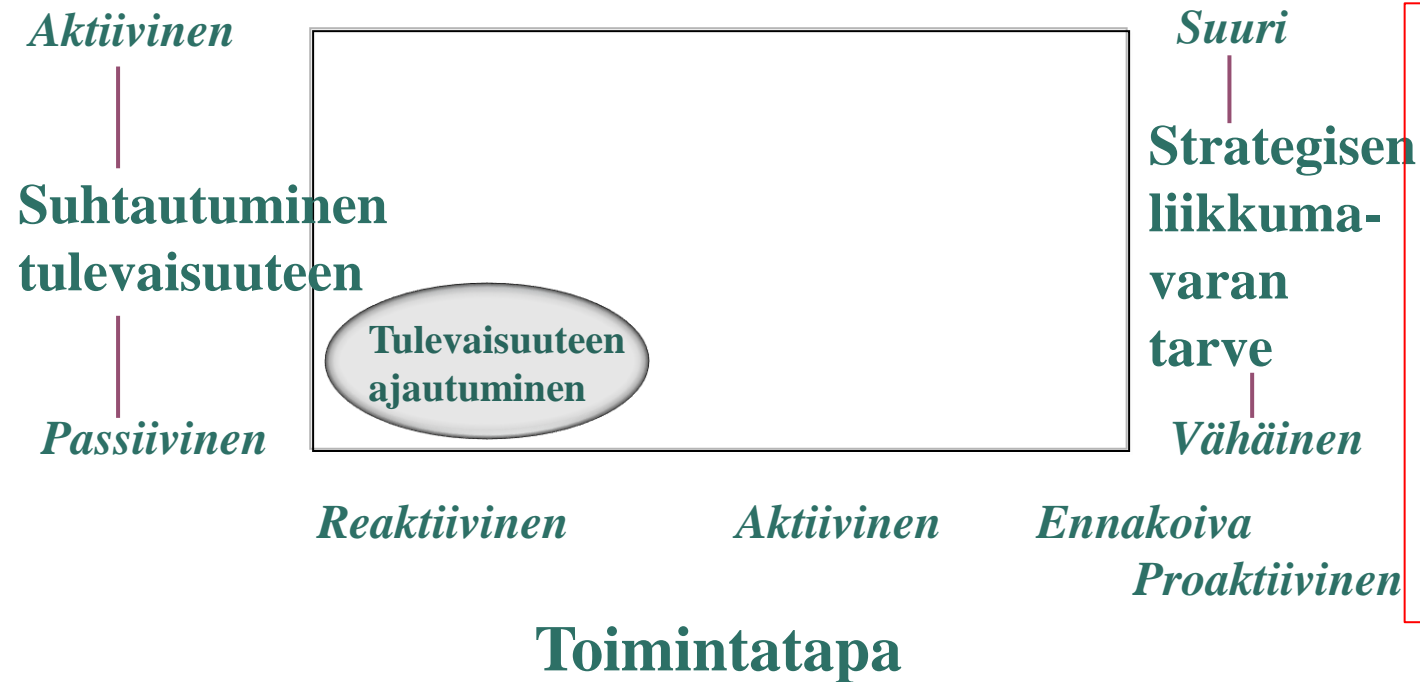 Aktiivinen
Suuri
Suhtautuminen
tulevaisuuteen
Strategisen
liikkuma-
varan
tarve
Tulevaisuuteen
ajautuminen
Passiivinen
Vähäinen
Reaktiivinen
Aktiivinen
Ennakoiva
Proaktiivinen
Toimintatapa